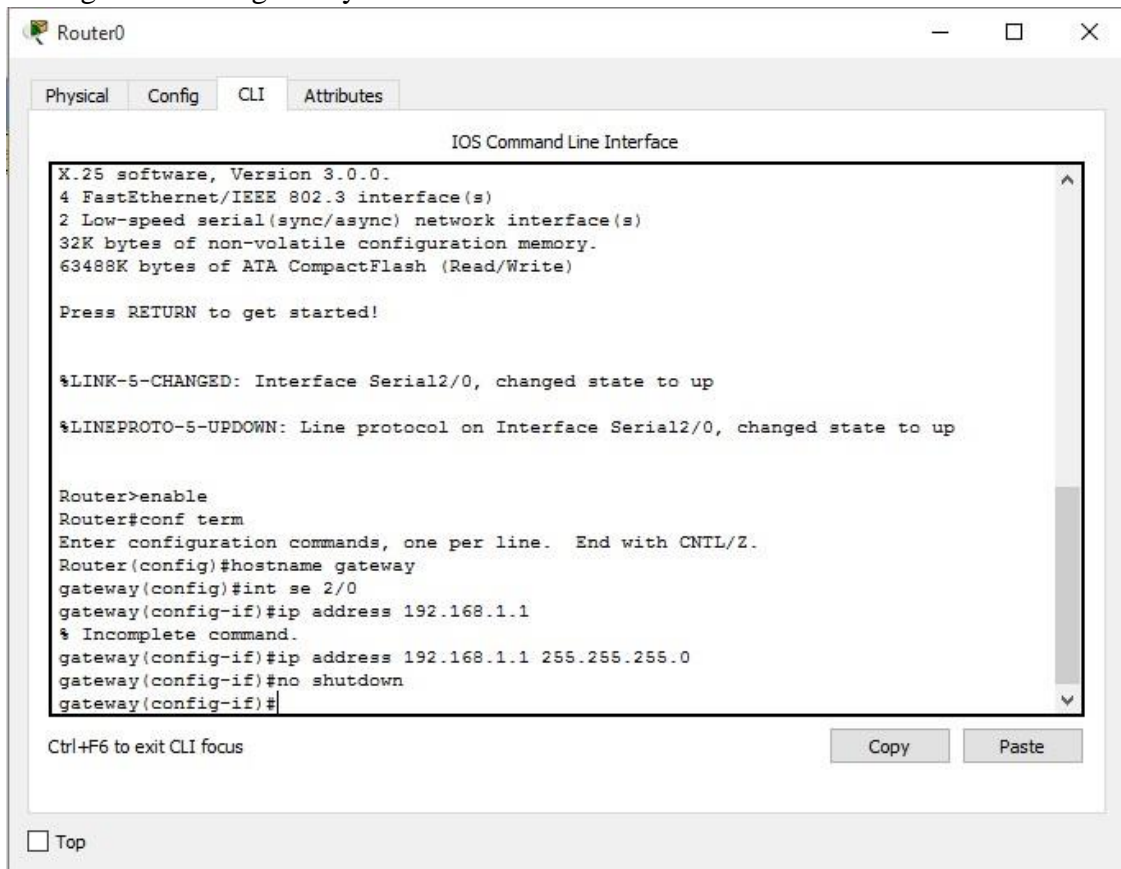 Router0
Physical Config CLI Attributes
IOS Command Line Interface
X.25 software, Version 3.0.0.
4 FastEthernet/IEEE 802.3 interface(s)
2 Low-speed serial(sync/async) network interface(s)
32K bytes of non-volatile configuration memory.
63488K bytes of ATA CompactFlash (Read/Write)
Press RETURN to get started!
%LINK-5-CHANGED: Interface Serial2/0, changed state to up
%LINEPROTO-5-UPDOWN: Line protocol on Interface Serial2/0, changed state to up
Router>enable
Router#conf term
Enter configuration commands, one per line. End with CNTL/Z.
Router(config)#hostname gateway
gateway(config)#int se 2/0
gateway(config-if)#ip address 192.168.1.1
% Incomplete command.
gateway(config-if)#ip address 192.168.1.1 255.255.255.0
gateway(config-if)#no shutdown
gateway(config-if)#
Ctrl+F6 to exit CLI focus
Copy Paste
Top